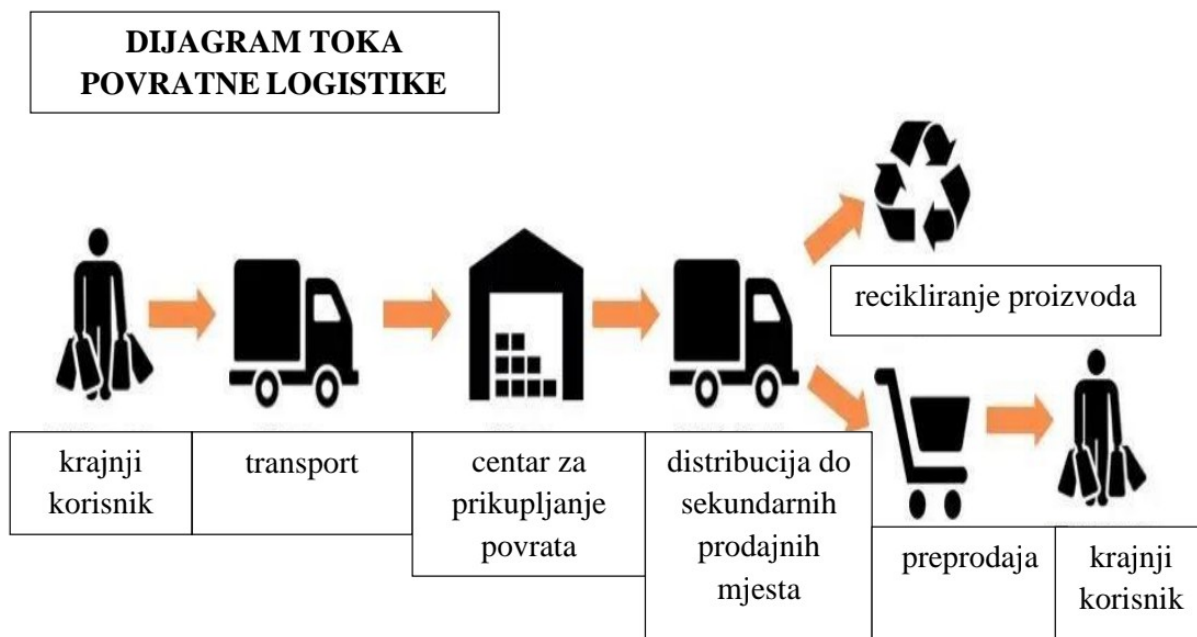 DIJAGRAM TOKA
POVRATNE LOGISTIKE
recikliranje proizvoda
krajnji
korisnik
transport
centar za
prikupljanje
povrata
distribucija do
sekundarnih
prodajnih
mjesta
preprodaja
krajnji
korisnik